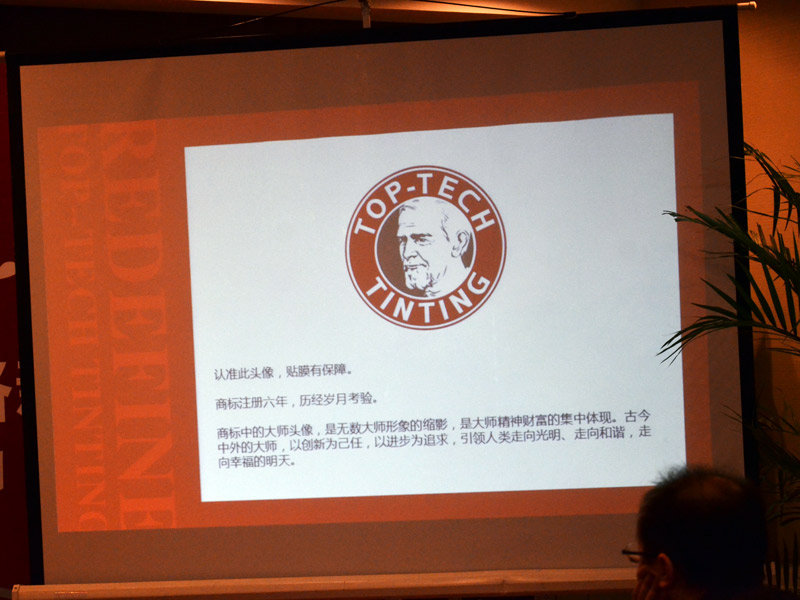 REDEFINE
TOP-TECH TINTING
TOP-TECH
TINTING
认准此头像，贴膜有保障。
商标注册六年，历经岁月考验。
商标中的大师头像，是无数大师形象的缩影，是大师精神财富的集中体现。古今
中外的大师，以创新为己任，以进步为追求，引领人类走向光明、走向和谐，走
向幸福的明天。